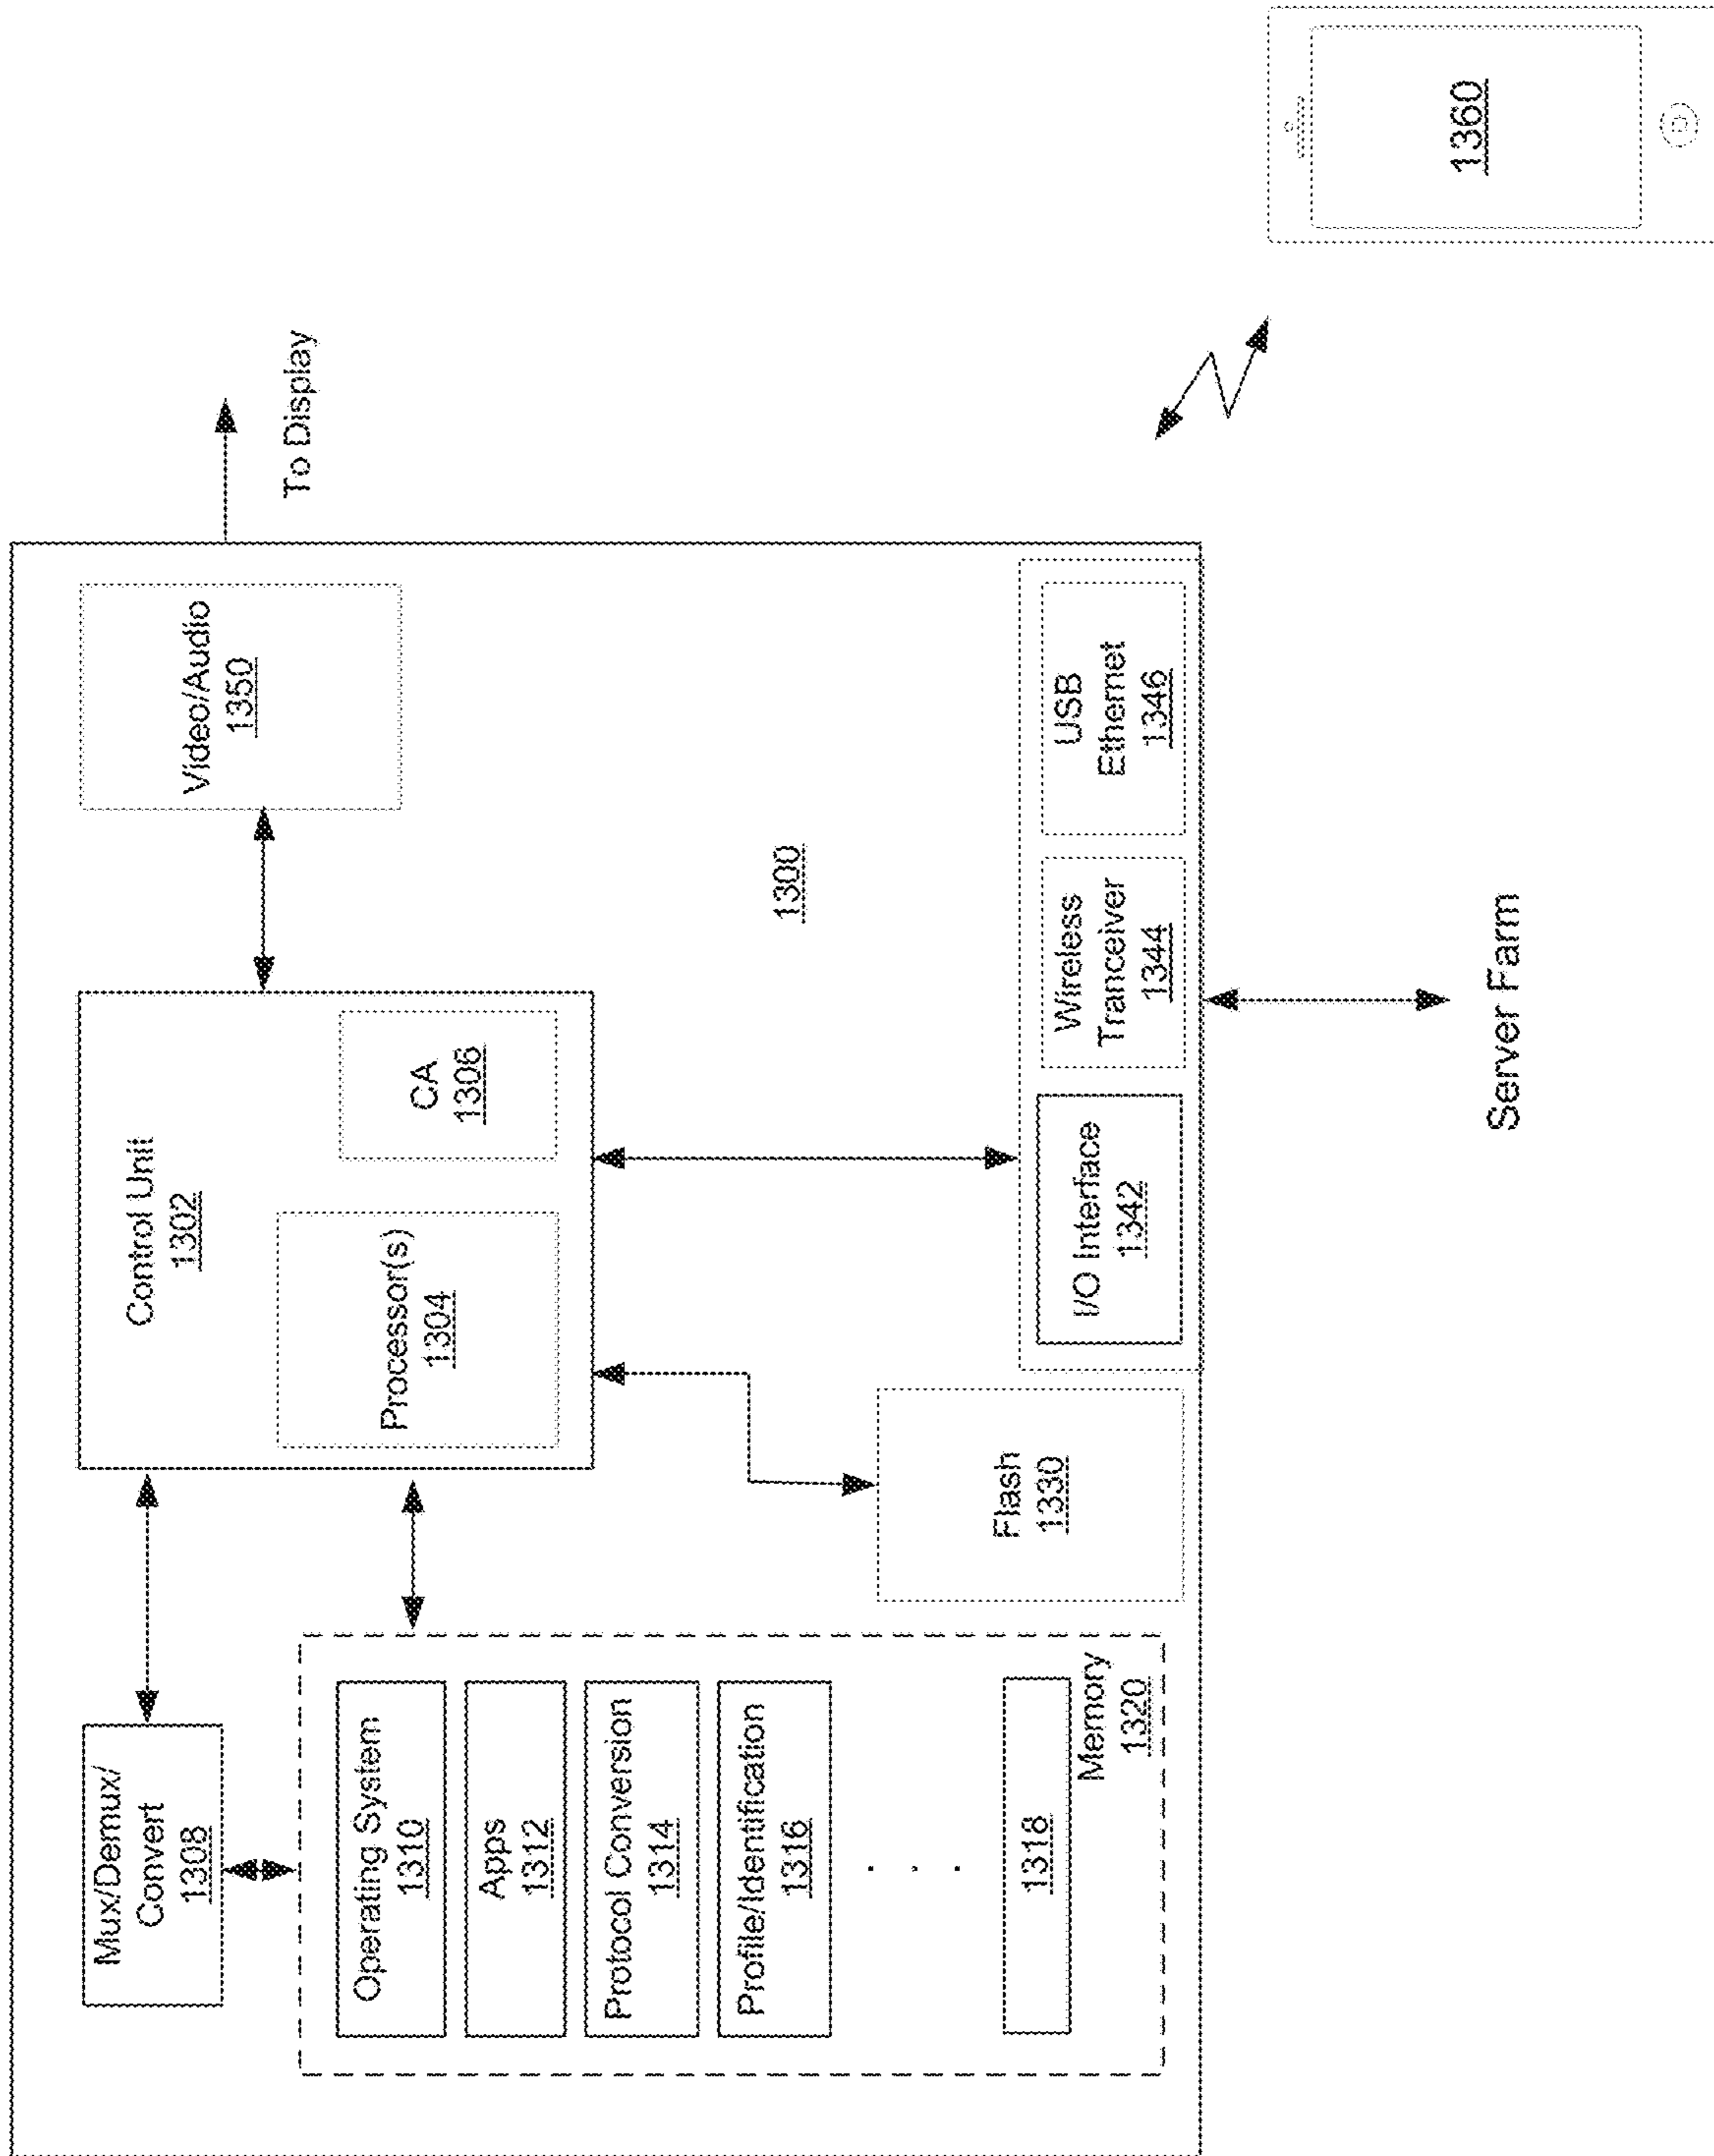 Mux/Demux/
Convert
1308
Control Unit
1302
Processor(s)
1304
CA
1306
Video/Audio
1350
To Display
Operating System
1310
Apps
1312
Protocol Conversion
1314
Profile/Identification
1316
. . .
1318
Memory
1320
1300
Flash
1330
I/O Interface
1342
Wireless
Tranceiver
1344
USB
Ethernet
1346
Server Farm
1360